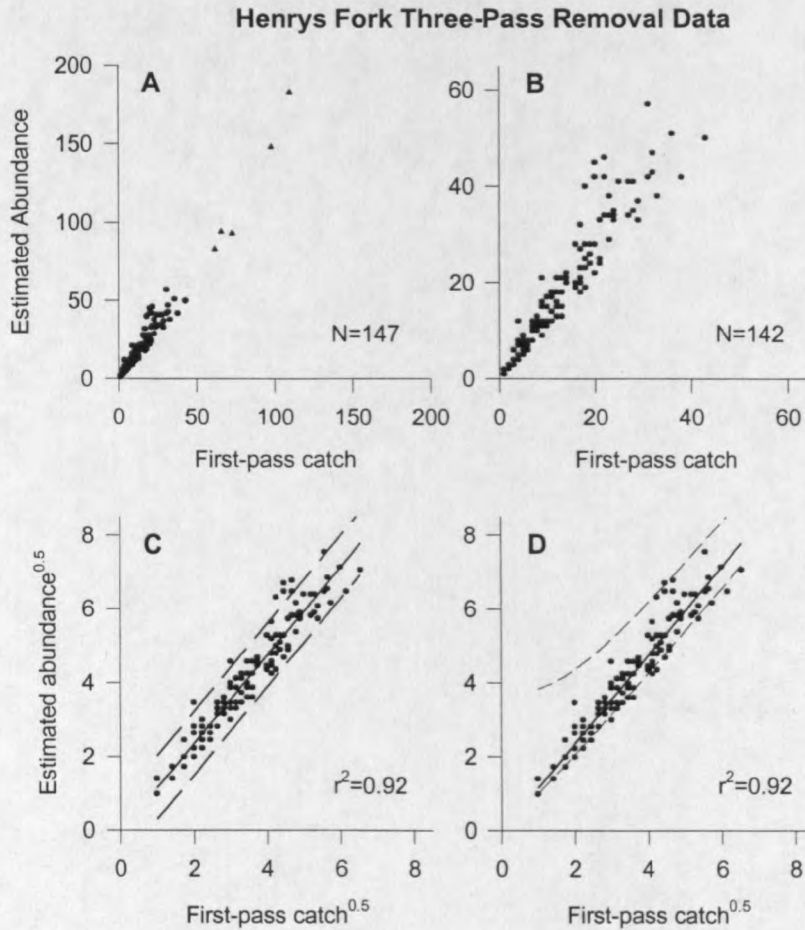 Henrys Fork Three-Pass Removal Data
A
200
150
100
50
0
Estimated Abundance
N=147
0 50 100 150 200
First-pass catch
B
60
40
20
0
N=142
0 20 40 60
First-pass catch
C
8
6
4
2
0
Estimated abundance^0.5
r²=0.92
0 2 4 6 8
First-pass catch^0.5
D
8
6
4
2
0
r²=0.92
0 2 4 6 8
First-pass catch^0.5